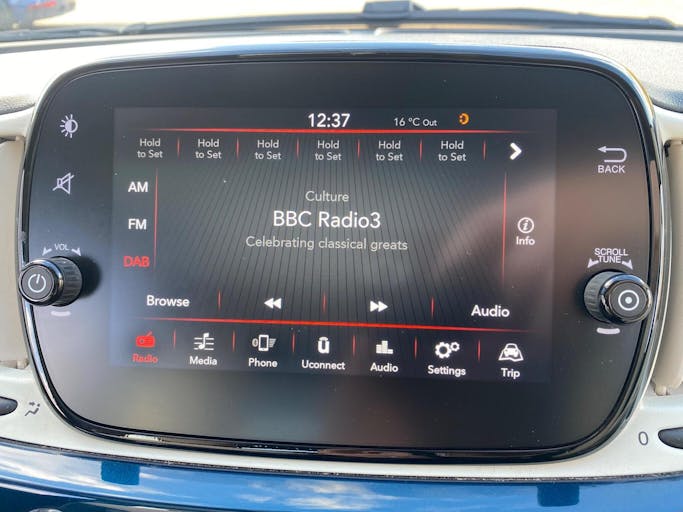 12:37
16 °C Out
Hold to Set
Hold to Set
Hold to Set
Hold to Set
Hold to Set
Hold to Set
BACK
AM
FM
DAB
Culture
BBC Radio3
Celebrating classical greats
Info
VOL
SCROLL
TUNE
Browse
Audio
Radio
Media
Phone
Uconnect
Audio
Settings
Trip
0